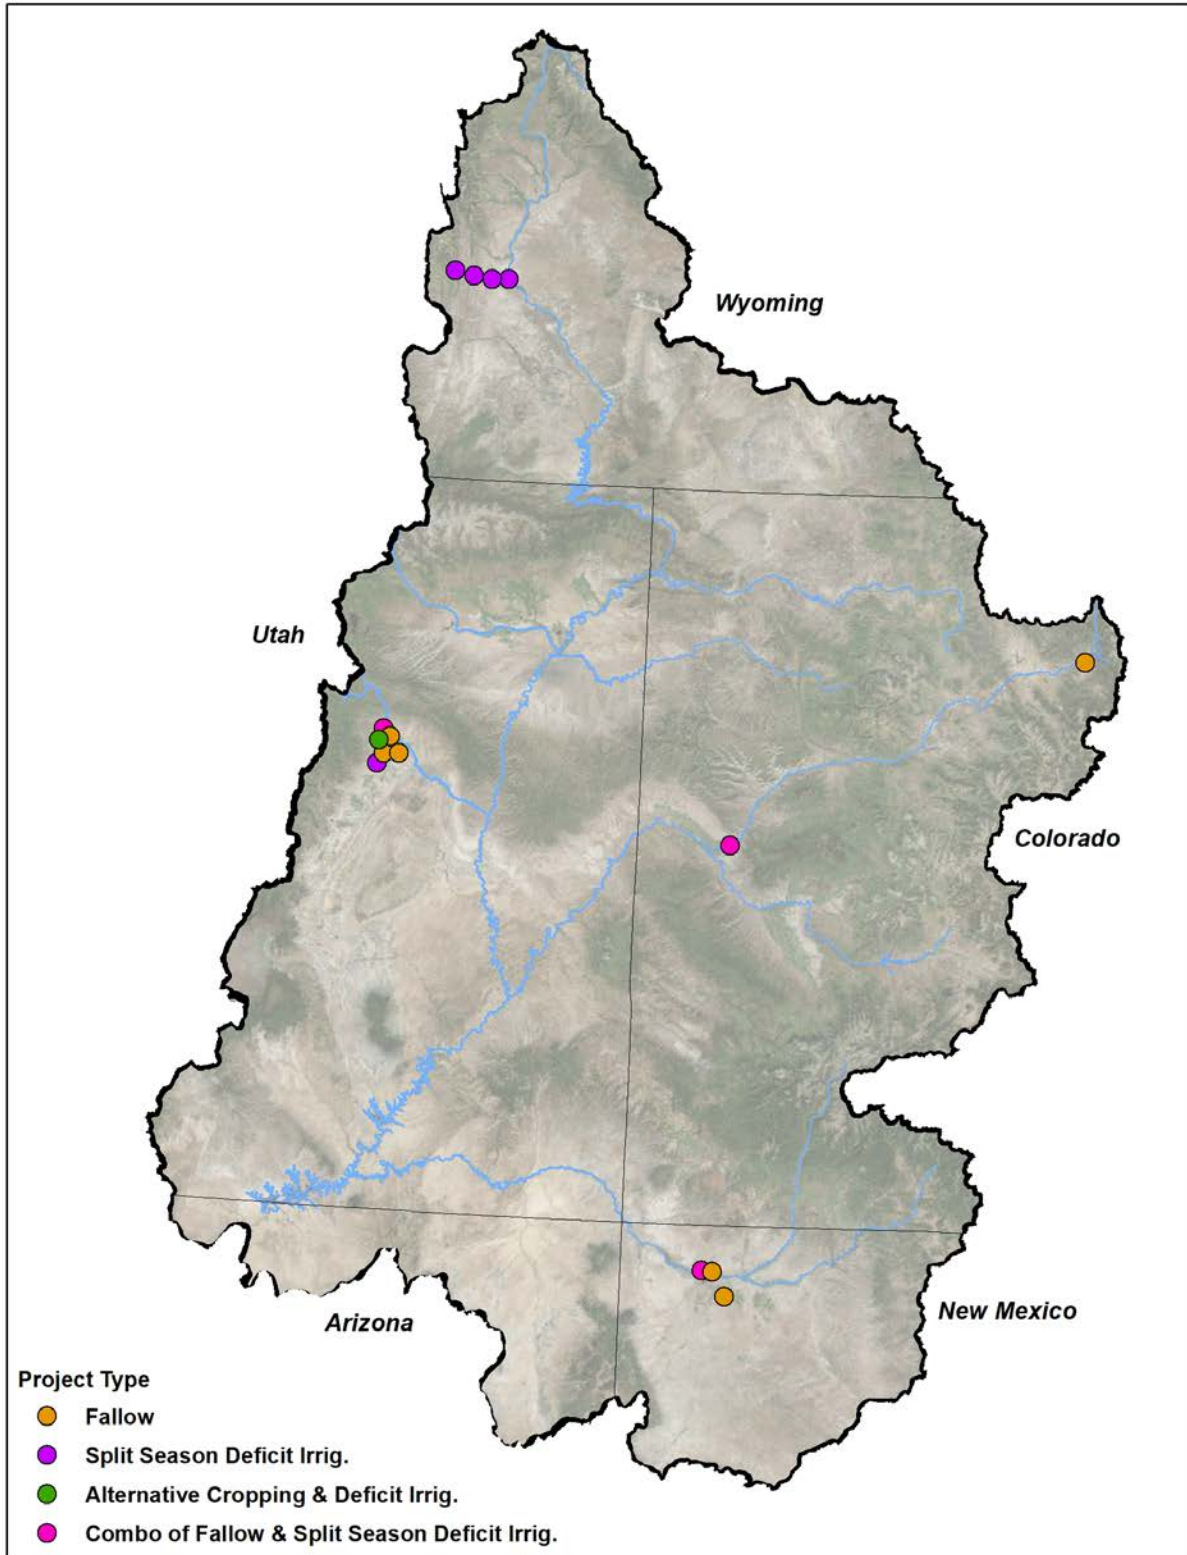 Wyoming
Utah
Colorado
New Mexico
Arizona
Project Type
Fallow
Split Season Deficit Irrig.
Alternative Cropping & Deficit Irrig.
Combo of Fallow & Split Season Deficit Irrig.